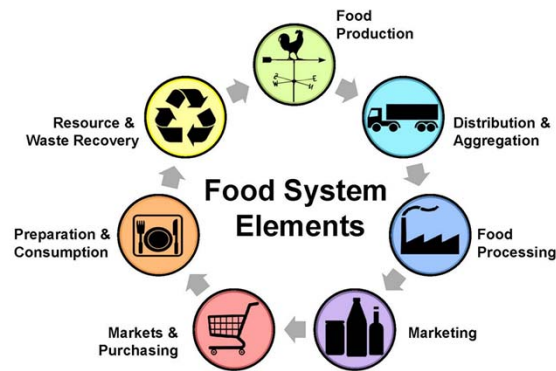 Food
Production
Distribution &
Aggregation
Food
Processing
Marketing
Markets &
Purchasing
Preparation &
Consumption
Resource &
Waste Recovery
Food System
Elements